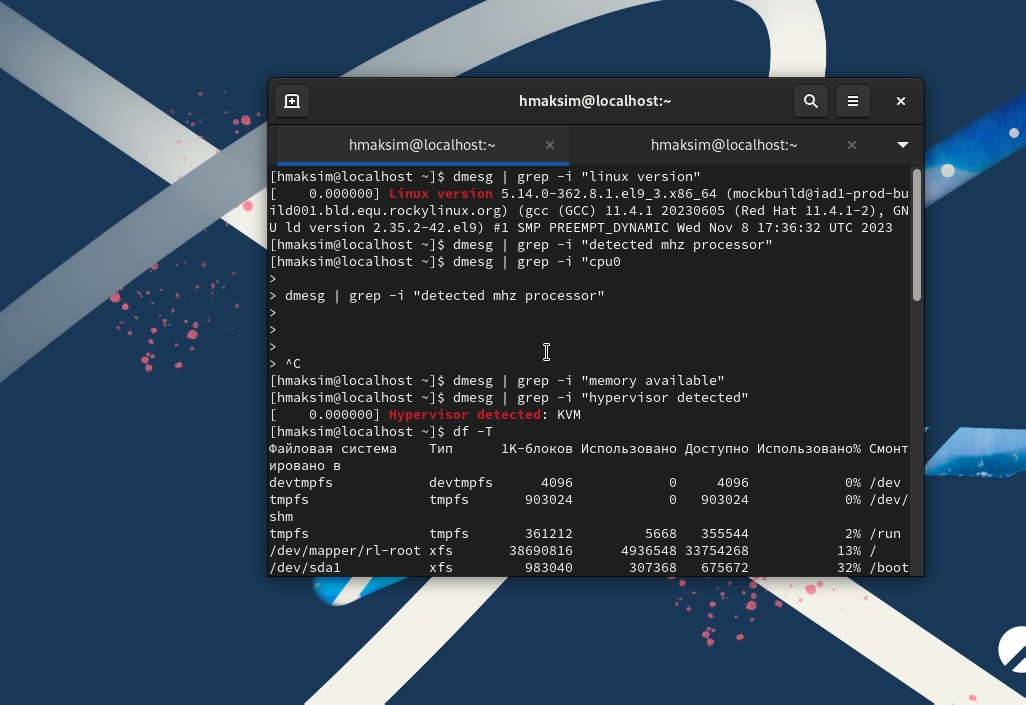 hmaksim@localhost:~
hmaksim@localhost:~ hmaksim@localhost:~
[hmaksim@localhost ~]$ dmesg | grep -i "linux version"
[    0.000000] Linux version 5.14.0-362.8.1.el9_3.x86_64 (mockbuild@iad1-prod-bu
ild001.bld.equ.rockylinux.org) (gcc (GCC) 11.4.1 20230605 (Red Hat 11.4.1-2), GN
U ld version 2.35.2-42.el9) #1 SMP PREEMPT_DYNAMIC Wed Nov 8 17:36:32 UTC 2023
[hmaksim@localhost ~]$ dmesg | grep -i "detected mhz processor"
[hmaksim@localhost ~]$ dmesg | grep -i "cpu0
>
> dmesg | grep -i "detected mhz processor"
>
>
>
> ^C
[hmaksim@localhost ~]$ dmesg | grep -i "memory available"
[hmaksim@localhost ~]$ dmesg | grep -i "hypervisor detected"
[    0.000000] Hypervisor detected: KVM
[hmaksim@localhost ~]$ df -T
Файловая система    Тип      1K-блоков Использовано Доступно Использовано% Смонт
ировано в
devtmpfs            devtmpfs      4096            0     4096            0% /dev
tmpfs               tmpfs       903024            0   903024            0% /dev/
shm
tmpfs               tmpfs       361212         5668   355544            2% /run
/dev/mapper/rl-root xfs       38690816      4936548 33754268           13% /
/dev/sda1           xfs         983040       307368   675672           32% /boot